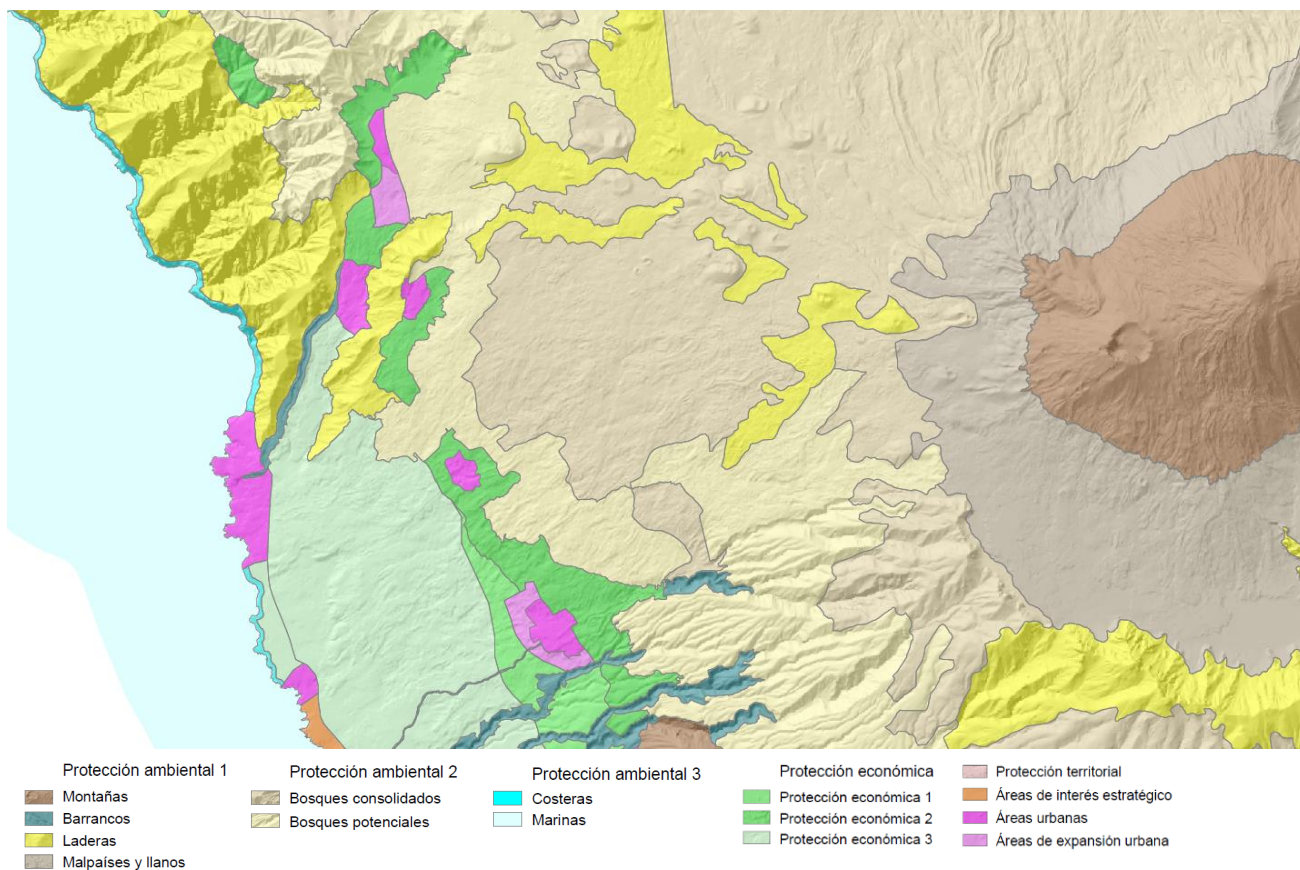 Protección ambiental 1
Montañas
Barrancos
Laderas
Malpaíses y llanos
Protección ambiental 2
Bosques consolidados
Bosques potenciales
Protección ambiental 3
Costeras
Marinas
Protección económica
Protección económica 1
Protección económica 2
Protección económica 3
Protección territorial
Áreas de interés estratégico
Áreas urbanas
Áreas de expansión urbana